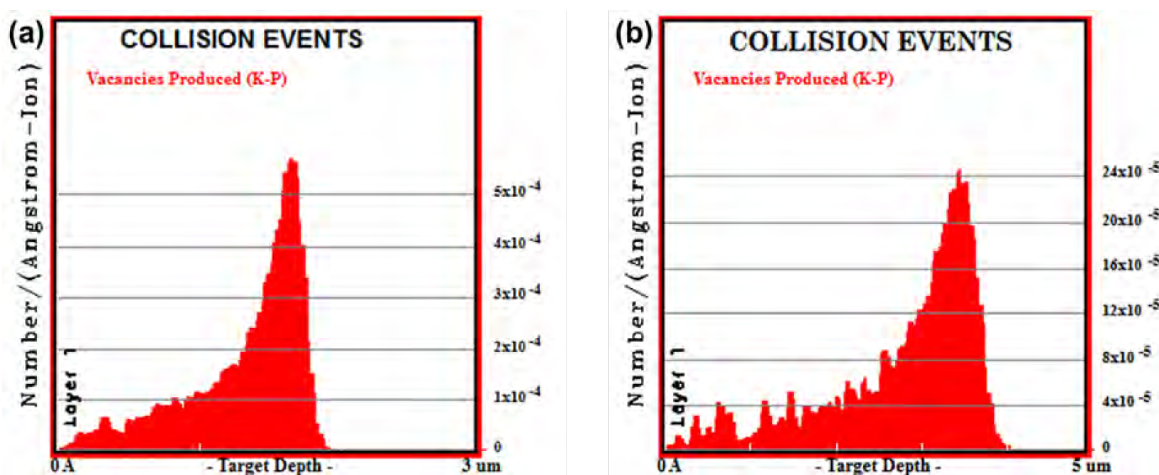 (a)
COLLISION EVENTS
Vacancies Produced (K-P)
Number/(Angstrom-Ion)
Layer 1
5x10⁻⁴
4x10⁻⁴
3x10⁻⁴
2x10⁻⁴
1x10⁻⁴
0
0 A
- Target Depth -
3 um
(b)
COLLISION EVENTS
Vacancies Produced (K-P)
Number/(Angstrom-Ion)
Layer 1
24x10⁻⁵
20x10⁻⁵
16x10⁻⁵
12x10⁻⁵
8x10⁻⁵
4x10⁻⁵
0
0 A
- Target Depth -
5 um